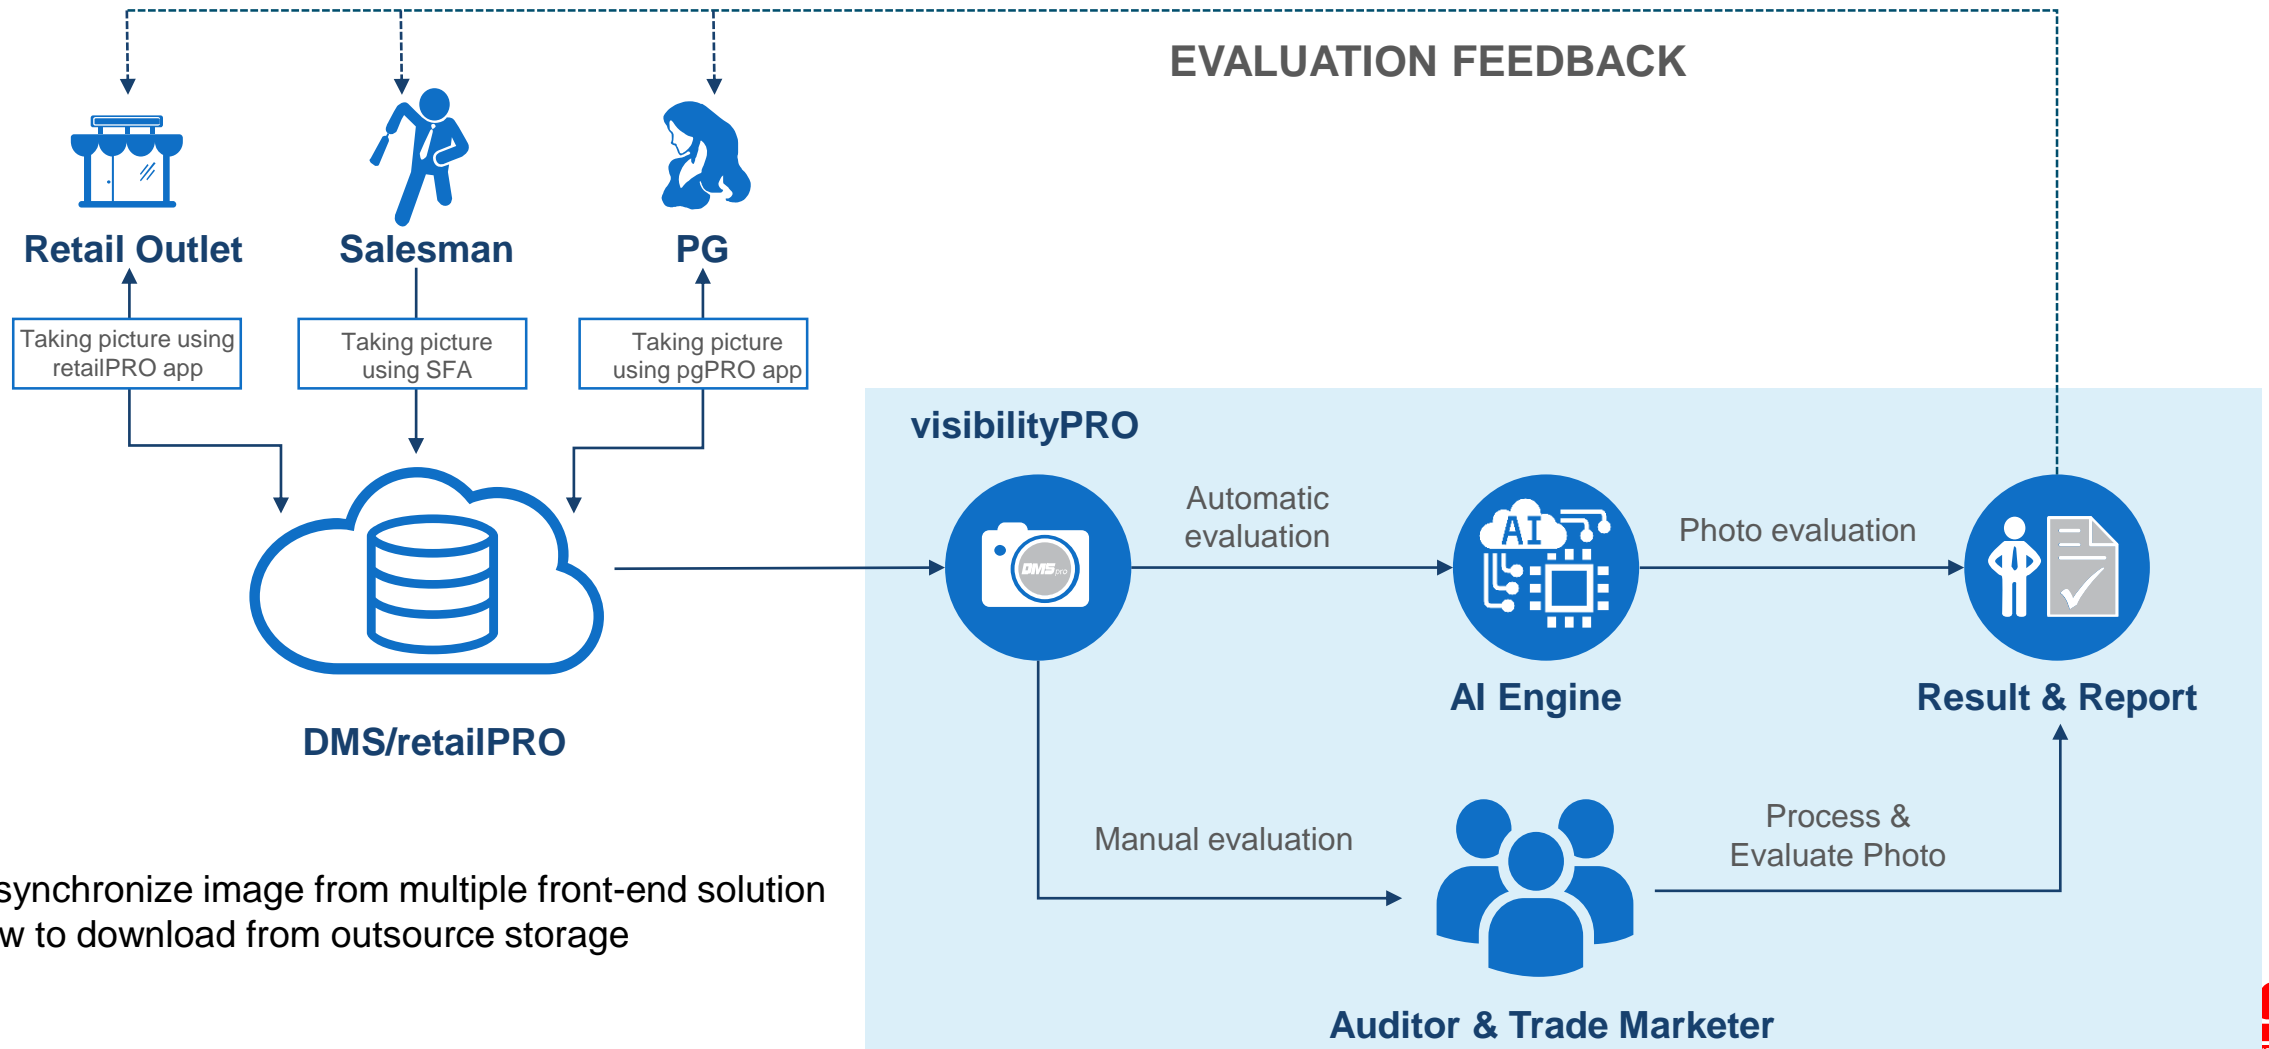 EVALUATION FEEDBACK
Retail Outlet
Salesman
PG
Taking picture using
retailPRO app
Taking picture
using SFA
Taking picture
using pgPRO app
visibilityPRO
Automatic
evaluation
Photo evaluation
AI
DMSpro
AI Engine
Result & Report
DMS/retailPRO
Manual evaluation
Process &
Evaluate Photo
synchronize image from multiple front-end solution
to download from outsource storage
Auditor & Trade Marketer